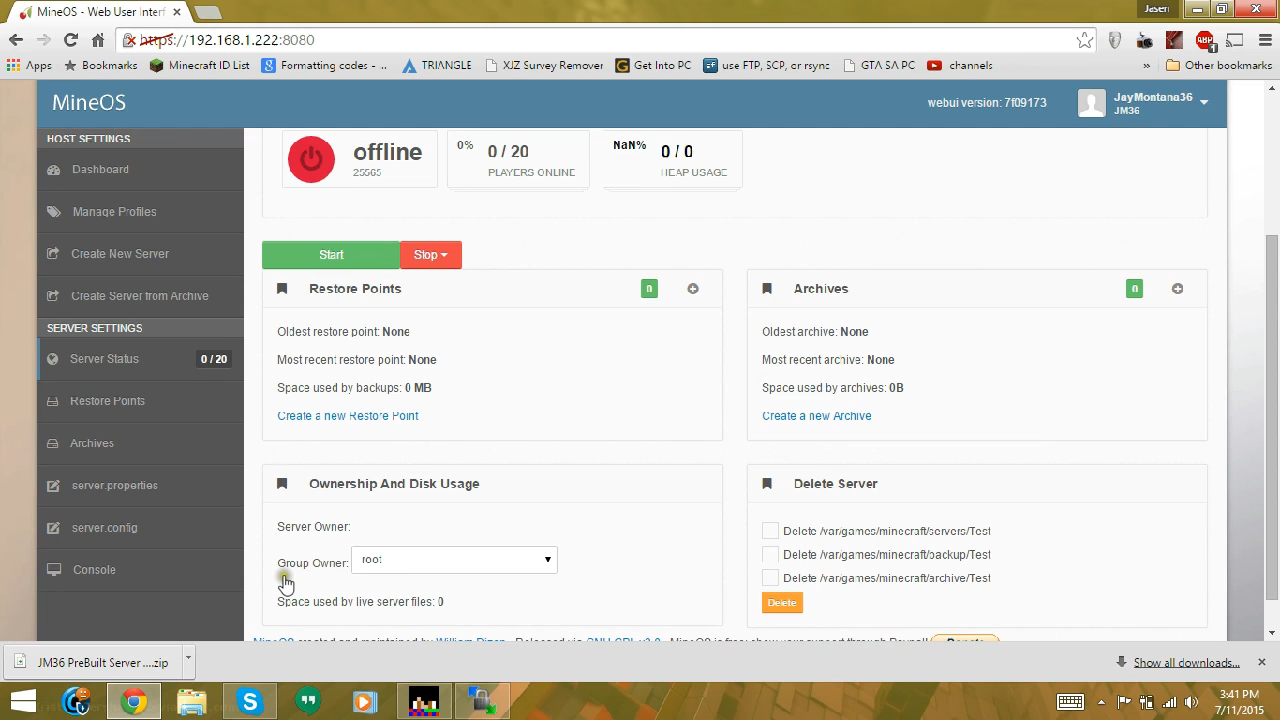 MineOS - Web User Interf
Jasen
https://192.168.1.222:8080
Apps
Bookmarks
Minecraft ID List
Formatting codes - ...
TRIANGLE
XJZ Survey Remover
Get Into PC
use FTP, SCP, or rsync
GTA SA PC
channels
»
Other bookmarks
MineOS
webui version: 7f09173
JayMontana36
JM36
HOST SETTINGS
Dashboard
Manage Profiles
Create New Server
Create Server from Archive
SERVER SETTINGS
Server Status
0 / 20
Restore Points
Archives
server.properties
server.config
Console
offline
25565
0%
0 / 20
PLAYERS ONLINE
NaN%
0 / 0
HEAP USAGE
Start
Stop
Restore Points
0
Oldest restore point: None
Most recent restore point: None
Space used by backups: 0 MB
Create a new Restore Point
Archives
0
Oldest archive: None
Most recent archive: None
Space used by archives: 0B
Create a new Archive
Ownership And Disk Usage
Server Owner:
Group Owner:
root
Space used by live server files: 0
Delete Server
Delete /var/games/minecraft/servers/Test
Delete /var/games/minecraft/backup/Test
Delete /var/games/minecraft/archive/Test
Delete
JM36 PreBuilt Server ....zip
Show all downloads...
3:41 PM
7/11/2015